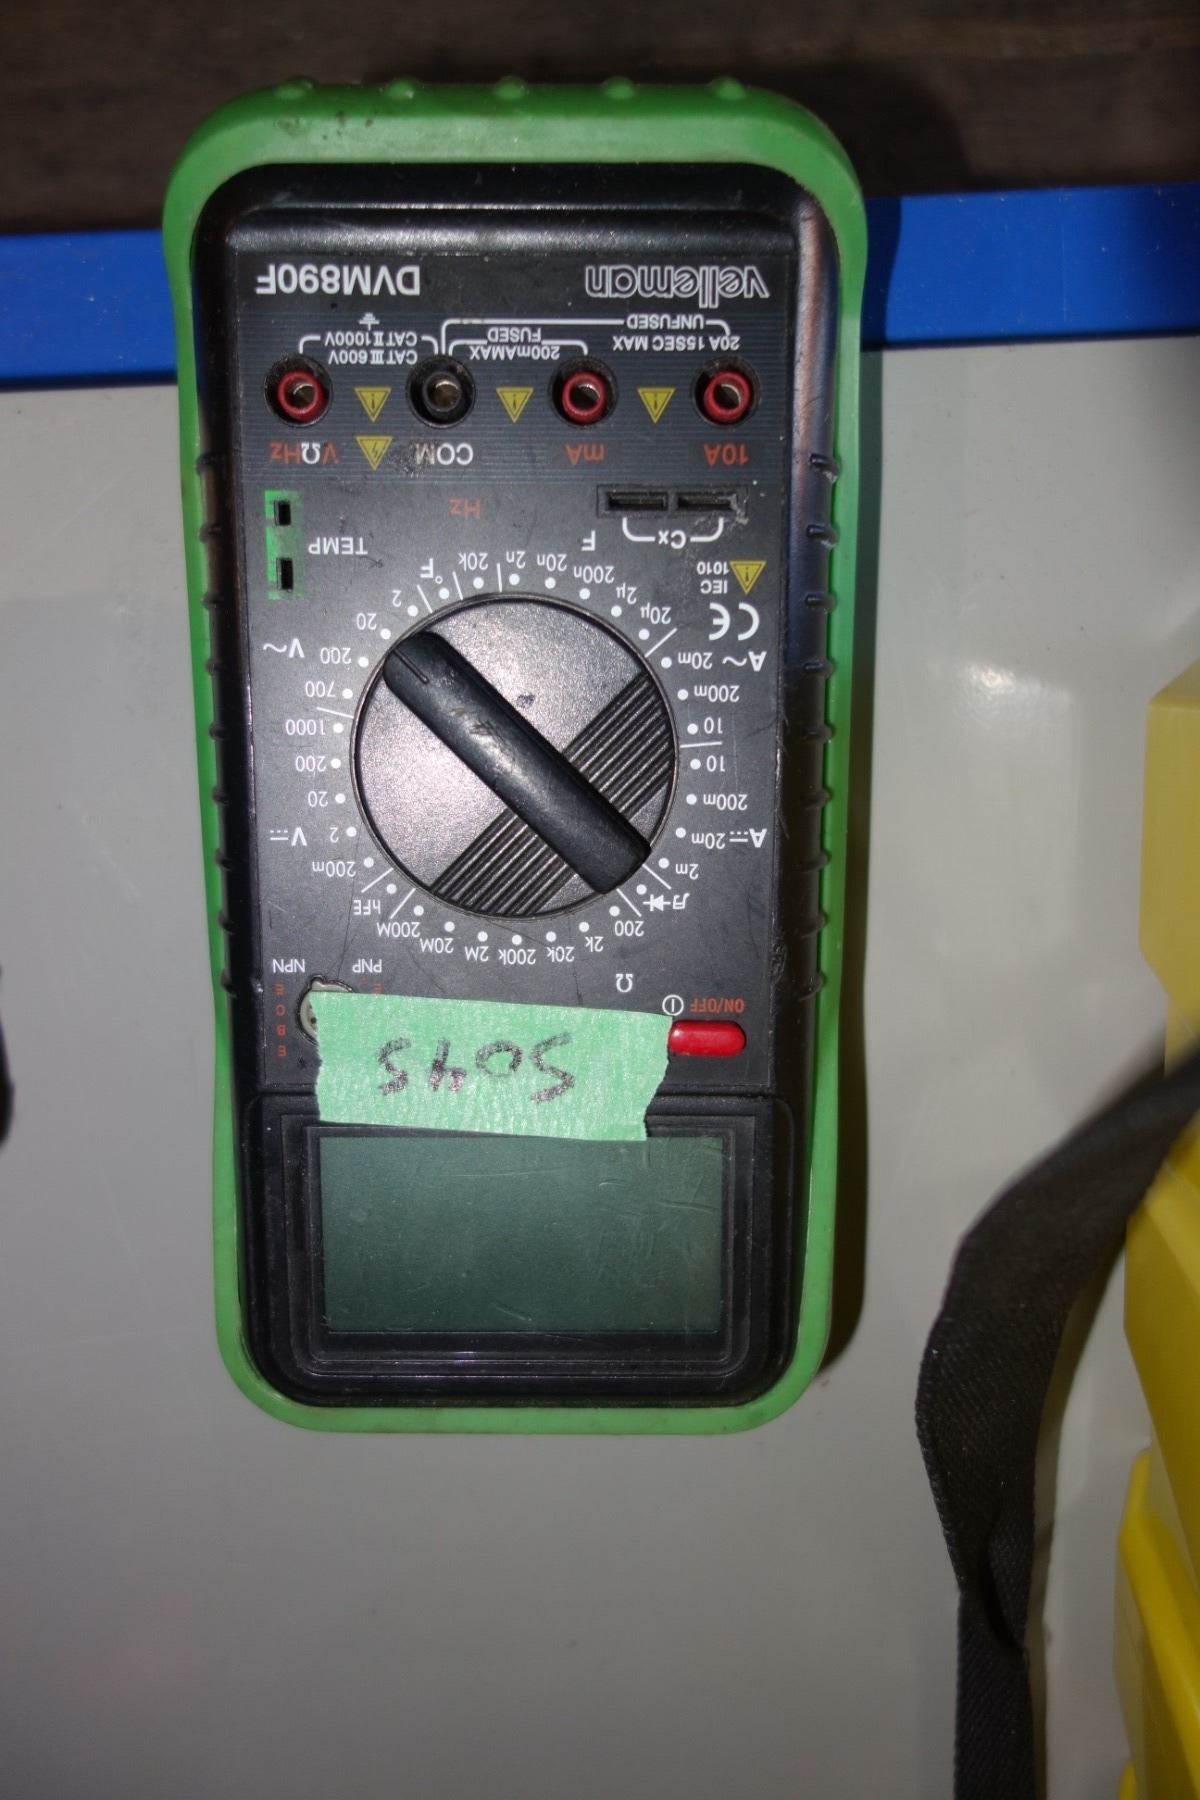 5045
ON/OFF
E
B
C
E
Ω
PNP NPN
200 2k 20k 200k 2M 20M 200M hFE
2m 200m
A 20m 2 V
200m 20
10 200
10 1000
200m 700
A~ 20m 200 V~
20µ 20
2µ 2
200n 20n 2n 20k °F
CE
IEC
1010
Cx F TEMP
Hz
10A mA COM VΩHz
20A 15SEC MAX 200mAMAX CAT III 600V
UNFUSED FUSED CAT II 1000V
velleman DVM890F